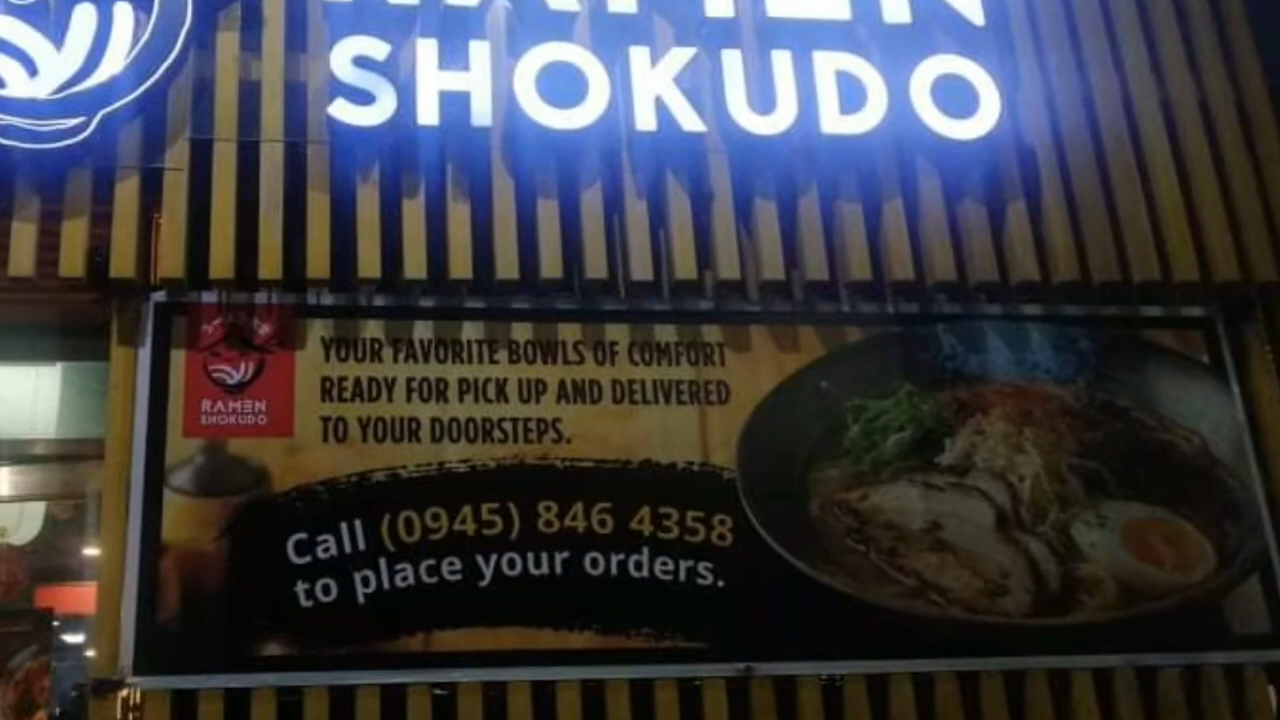 RAMEN
SHOKUDO
RAMEN
SHOKUDO
YOUR FAVORITE BOWLS OF COMFORT
READY FOR PICK UP AND DELIVERED
TO YOUR DOORSTEPS.
Call (0945) 846 4358
to place your orders.